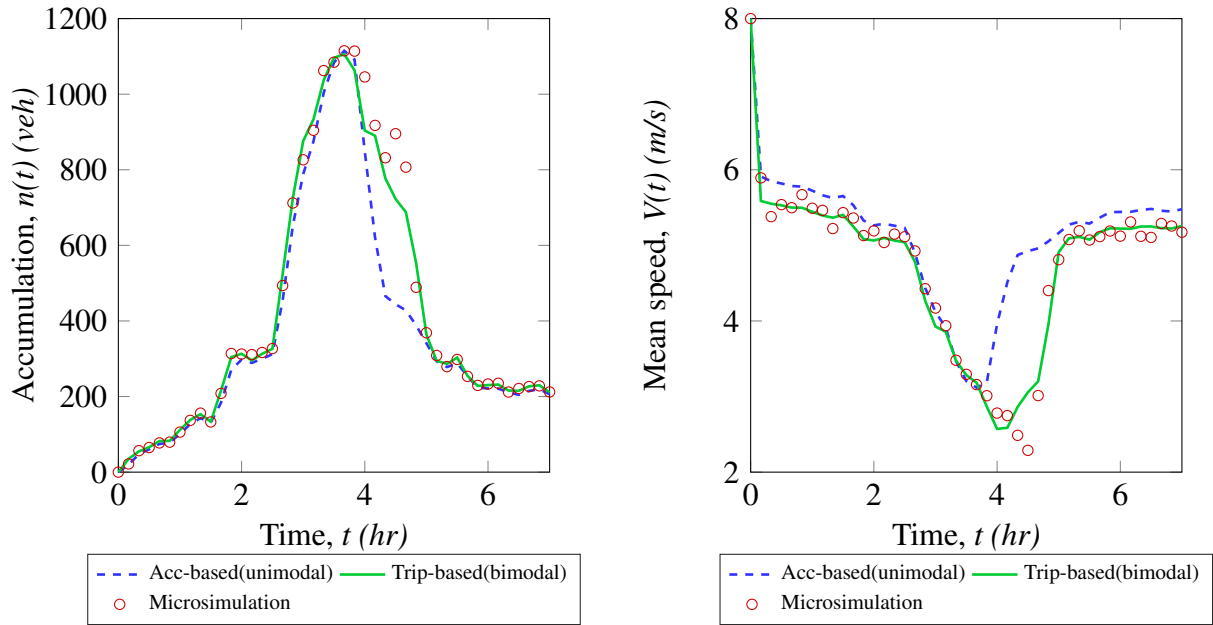 1200
1000
800
600
400
200
0
Accumulation, n(t) (veh)
0 2 4 6
Time, t (hr)
Acc-based(unimodal) Trip-based(bimodal)
Microsimulation
8
6
4
2
Mean speed, V(t) (m/s)
0 2 4 6
Time, t (hr)
Acc-based(unimodal) Trip-based(bimodal)
Microsimulation